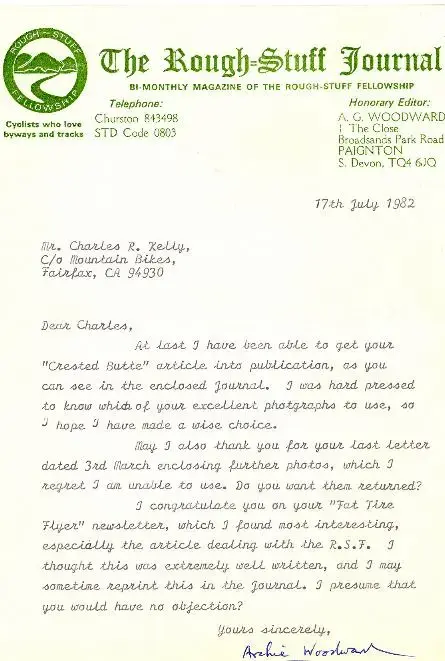 ROUGH-STUFF
FELLOWSHIP
Cyclists who love
byways and tracks
The Rough=Stuff Journal
BI-MONTHLY MAGAZINE OF THE ROUGH-STUFF FELLOWSHIP
Telephone:
Churston 843498
STD Code 0803
Honorary Editor:
A. G. WOODWARD
1 The Close
Broadsands Park Road
PAIGNTON
S. Devon, TQ4 6JQ
17th July 1982
Mr. Charles R. Kelly,
C/o Mountain Bikes,
Fairfax, CA 94930
Dear Charles,
At last I have been able to get your
"Crested Butte" article into publication, as you
can see in the enclosed Journal. I was hard pressed
to know which of your excellent photgraphs to use, so
I hope I have made a wise choice.
May I also thank you for your last letter
dated 3rd March enclosing further photos, which I
regret I am unable to use. Do you want them returned?
I congratulate you on your "Fat Tire
Flyer" newsletter, which I found most interesting,
especially the article dealing with the R.S.F. I
thought this was extremely well written, and I may
sometime reprint this in the Journal. I presume that
you would have no objection?
Yours sincerely,
Archie Woodward